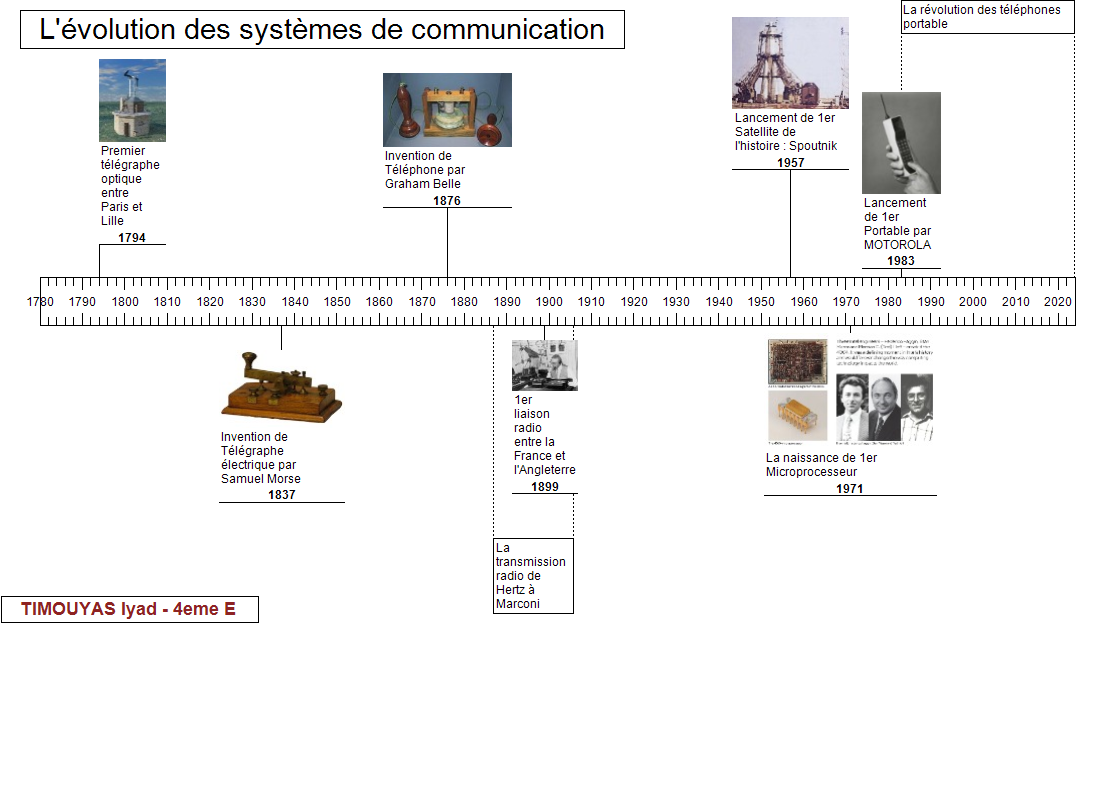 La révolution des téléphones
portable
L'évolution des systèmes de communication
Premier
télégraphe
optique
entre
Paris et
Lille
1794
Invention de
Téléphone par
Graham Belle
1876
Lancement de 1er
Satellite de
l'histoire : Spoutnik
1957
Lancement
de 1er
Portable par
MOTOROLA
1983
1780 1790 1800 1810 1820 1830 1840 1850 1860 1870 1880 1890 1900 1910 1920 1930 1940 1950 1960 1970 1980 1990 2000 2010 2020
Invention de
Télégraphe
électrique par
Samuel Morse
1837
1er
liaison
radio
entre la
France et
l'Angleterre
1899
La naissance de 1er
Microprocesseur
1971
La
transmission
radio de
Hertz à
Marconi
TIMOUYAS Iyad - 4eme E